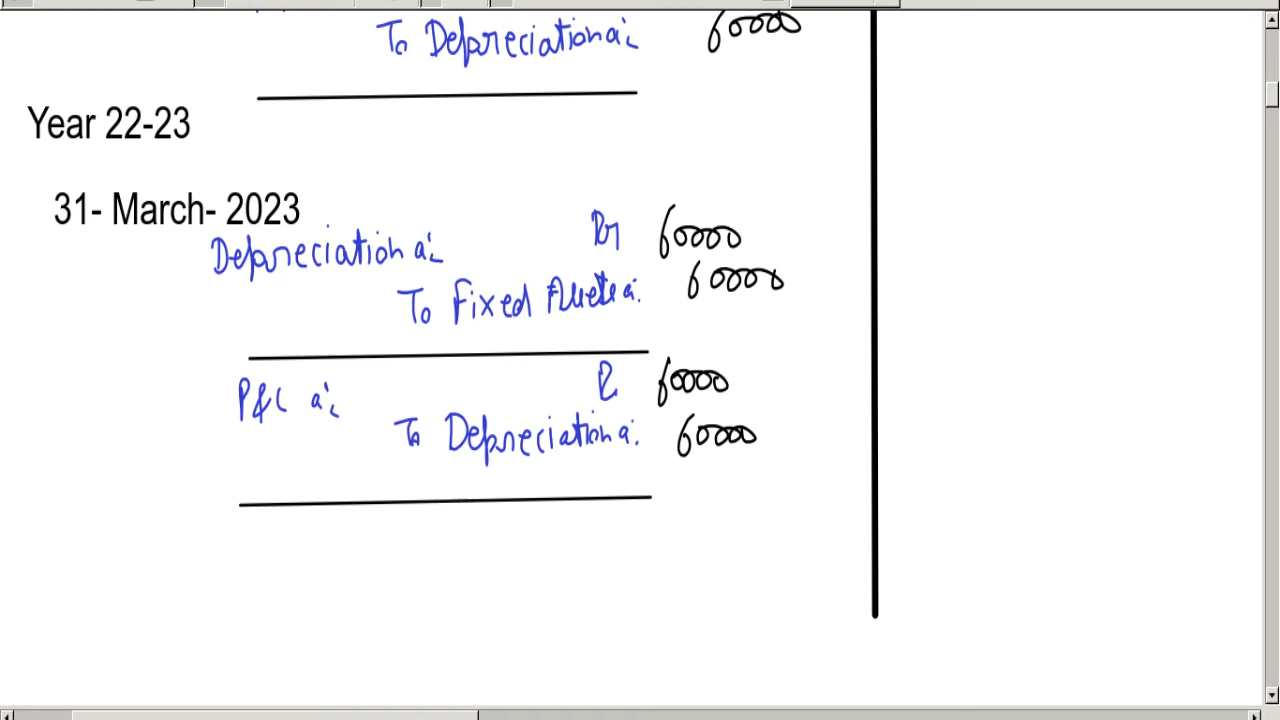 To Depreciation a/c 60000
Year 22-23
31- March- 2023
Depreciation a/c Dr 60000
To Fixed Assets a/c 60000
P&L a/c Dr 60000
To Depreciation a/c 60000